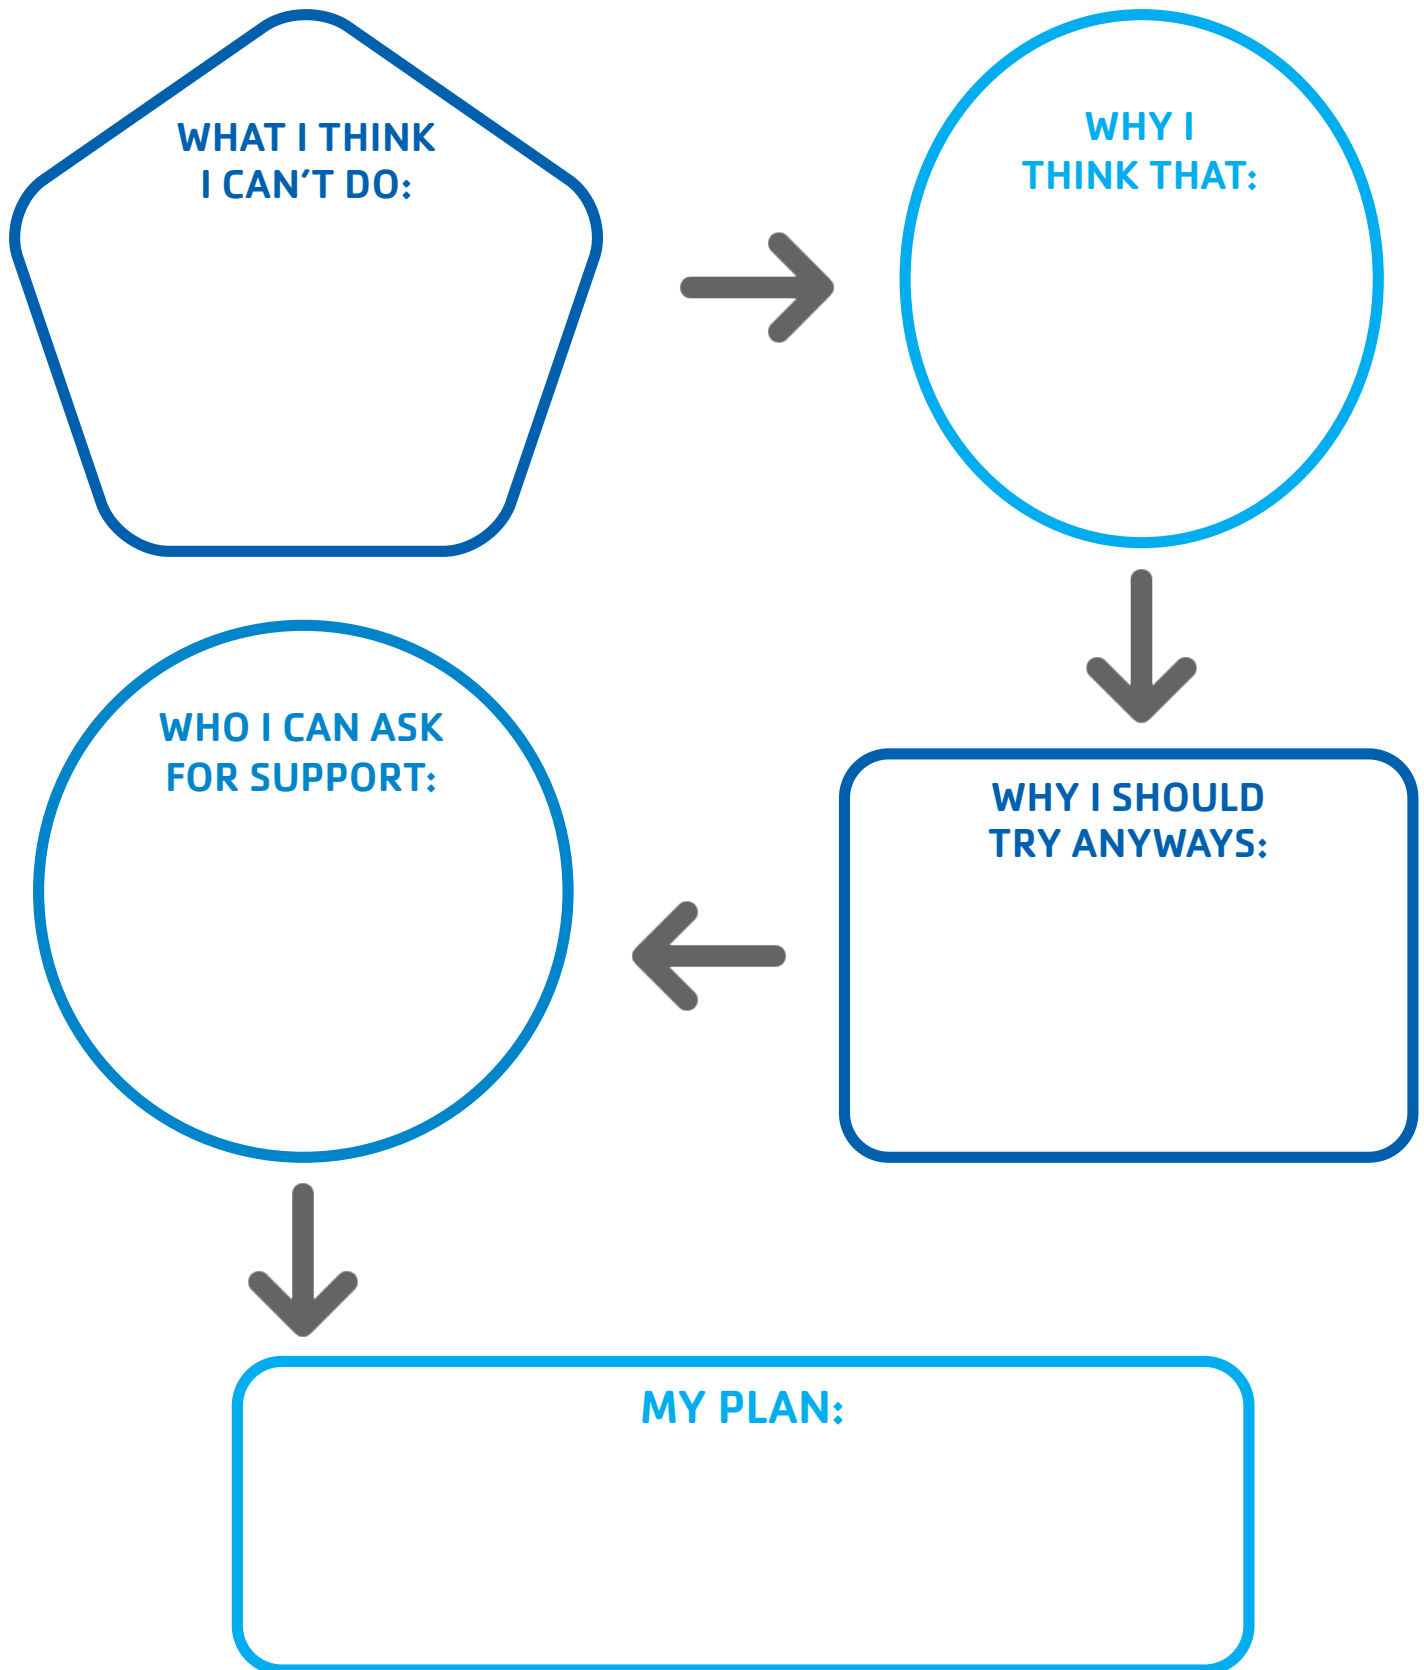 WHAT I THINK
I CAN'T DO:
WHY I
THINK THAT:
WHY I SHOULD
TRY ANYWAYS:
WHO I CAN ASK
FOR SUPPORT:
MY PLAN: